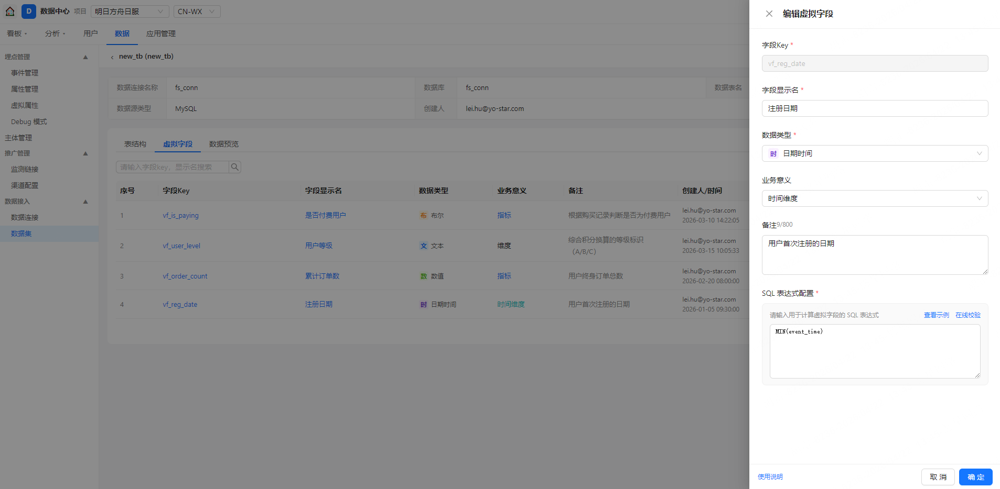 D 数据中心 项目 明日方舟日服 CN-WX
看板 分析 用户 数据 应用管理
埋点管理
事件管理
属性管理
虚拟属性
Debug 模式
主体管理
推广管理
监测链接
渠道配置
数据接入
数据连接
数据集
new_tb (new_tb)
数据连接名称 fs_conn 数据库 fs_conn 数据表名
数据源类型 MySQL 创建人 lei.hu@yo-star.com
表结构 虚拟字段 数据预览
请输入字段key，显示名搜索
序号 字段Key 字段显示名 数据类型 业务意义 备注 创建人/时间
1 vf_is_paying 是否付费用户 布 布尔 指标 根据购买记录判断是否为付费用户 lei.hu@yo-star.com
2026-03-10 14:22:05
2 vf_user_level 用户等级 文 文本 维度 综合积分换算的等级标识
（A/B/C） lei.hu@yo-star.com
2026-03-15 10:05:33
3 vf_order_count 累计订单数 数 数值 指标 用户终身订单总数 lei.hu@yo-star.com
2026-02-20 08:00:00
4 vf_reg_date 注册日期 时 日期时间 时间维度 用户首次注册的日期 lei.hu@yo-star.com
2026-01-05 09:30:00
编辑虚拟字段
字段Key *
vf_reg_date
字段显示名 *
注册日期
数据类型 *
时 日期时间
业务意义
时间维度
备注9/800
用户首次注册的日期
SQL 表达式配置 *
请输入用于计算虚拟字段的 SQL 表达式 查看示例 在线校验
MIN(event_time)
使用说明 取 消 确 定